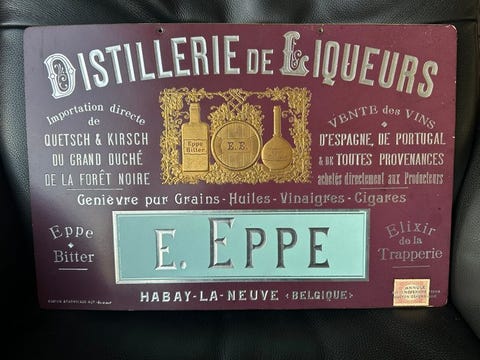 DISTILLERIE DE LIQUEURS
Importation directe
de
QUETSCH & KIRSCH
DU GRAND DUCHÉ
DE LA FORÊT NOIRE
Eppe
Bitter
E.E
VENTE des VINS
D'ESPAGNE, DE PORTUGAL
& DE TOUTES PROVENANCES
achetés directement aux Producteurs
Genièvre pur Grains-Huiles-Vinaigres-Cigares
Eppe
Bitter
E. EPPE
Elixir
de la
Trapperie
HABAY-LA-NEUVE <BELGIQUE>